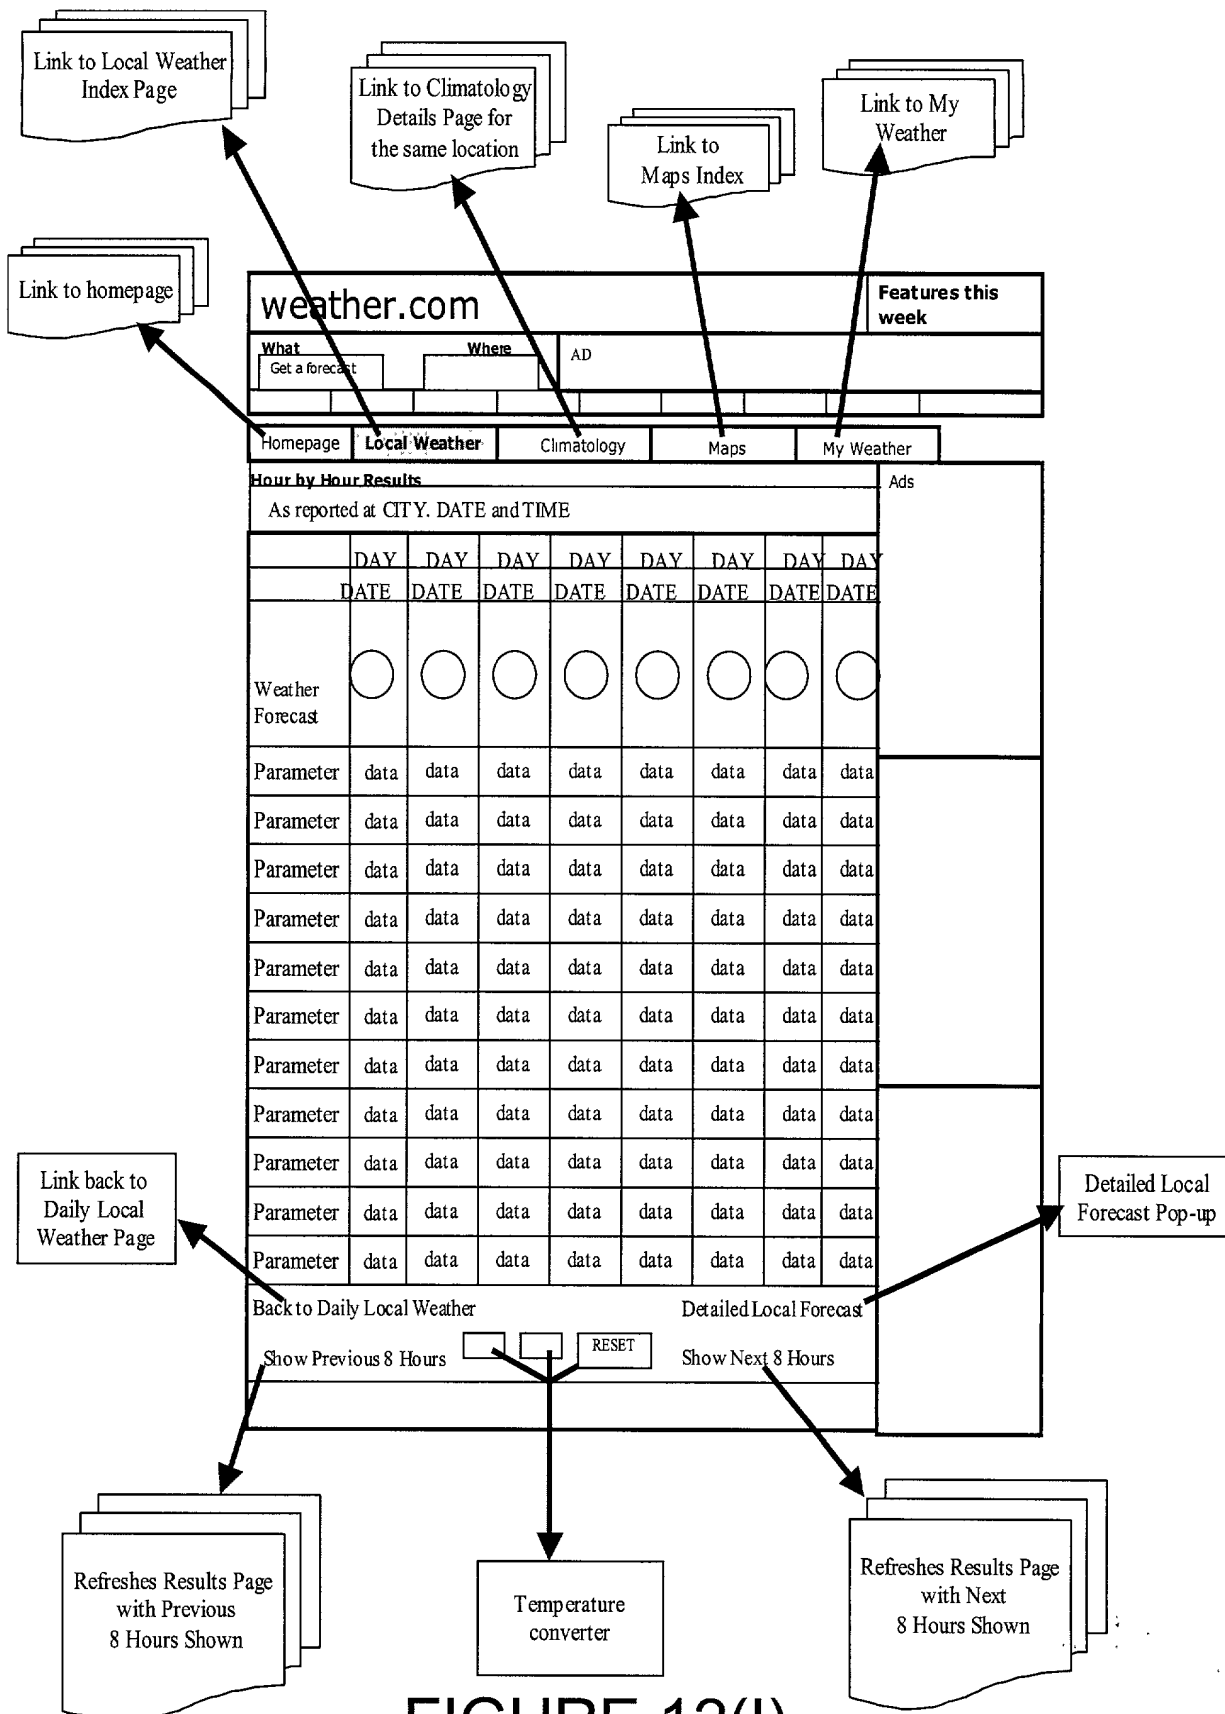 Link to Local Weather
Index Page
Link to Climatology
Details Page for
the same location
Link to
Maps Index
Link to My
Weather
Link to homepage
weather.com
Features this
week
What
Where
Get a forecast
AD
Homepage
Local Weather
Climatology
Maps
My Weather
Hour by Hour Results
Ads
As reported at CITY. DATE and TIME
DAY DAY DAY DAY DAY DAY DAY DAY
DATE DATE DATE DATE DATE DATE DATE DATE
Weather
Forecast
Parameter data data data data data data data data
Parameter data data data data data data data data
Parameter data data data data data data data data
Parameter data data data data data data data data
Parameter data data data data data data data data
Parameter data data data data data data data data
Parameter data data data data data data data data
Parameter data data data data data data data data
Parameter data data data data data data data data
Parameter data data data data data data data data
Parameter data data data data data data data data
Link back to
Daily Local
Weather Page
Detailed Local
Forecast Pop-up
Back to Daily Local Weather
Detailed Local Forecast
Show Previous 8 Hours
RESET
Show Next 8 Hours
Refreshes Results Page
with Previous
8 Hours Shown
Temperature
converter
Refreshes Results Page
with Next
8 Hours Shown